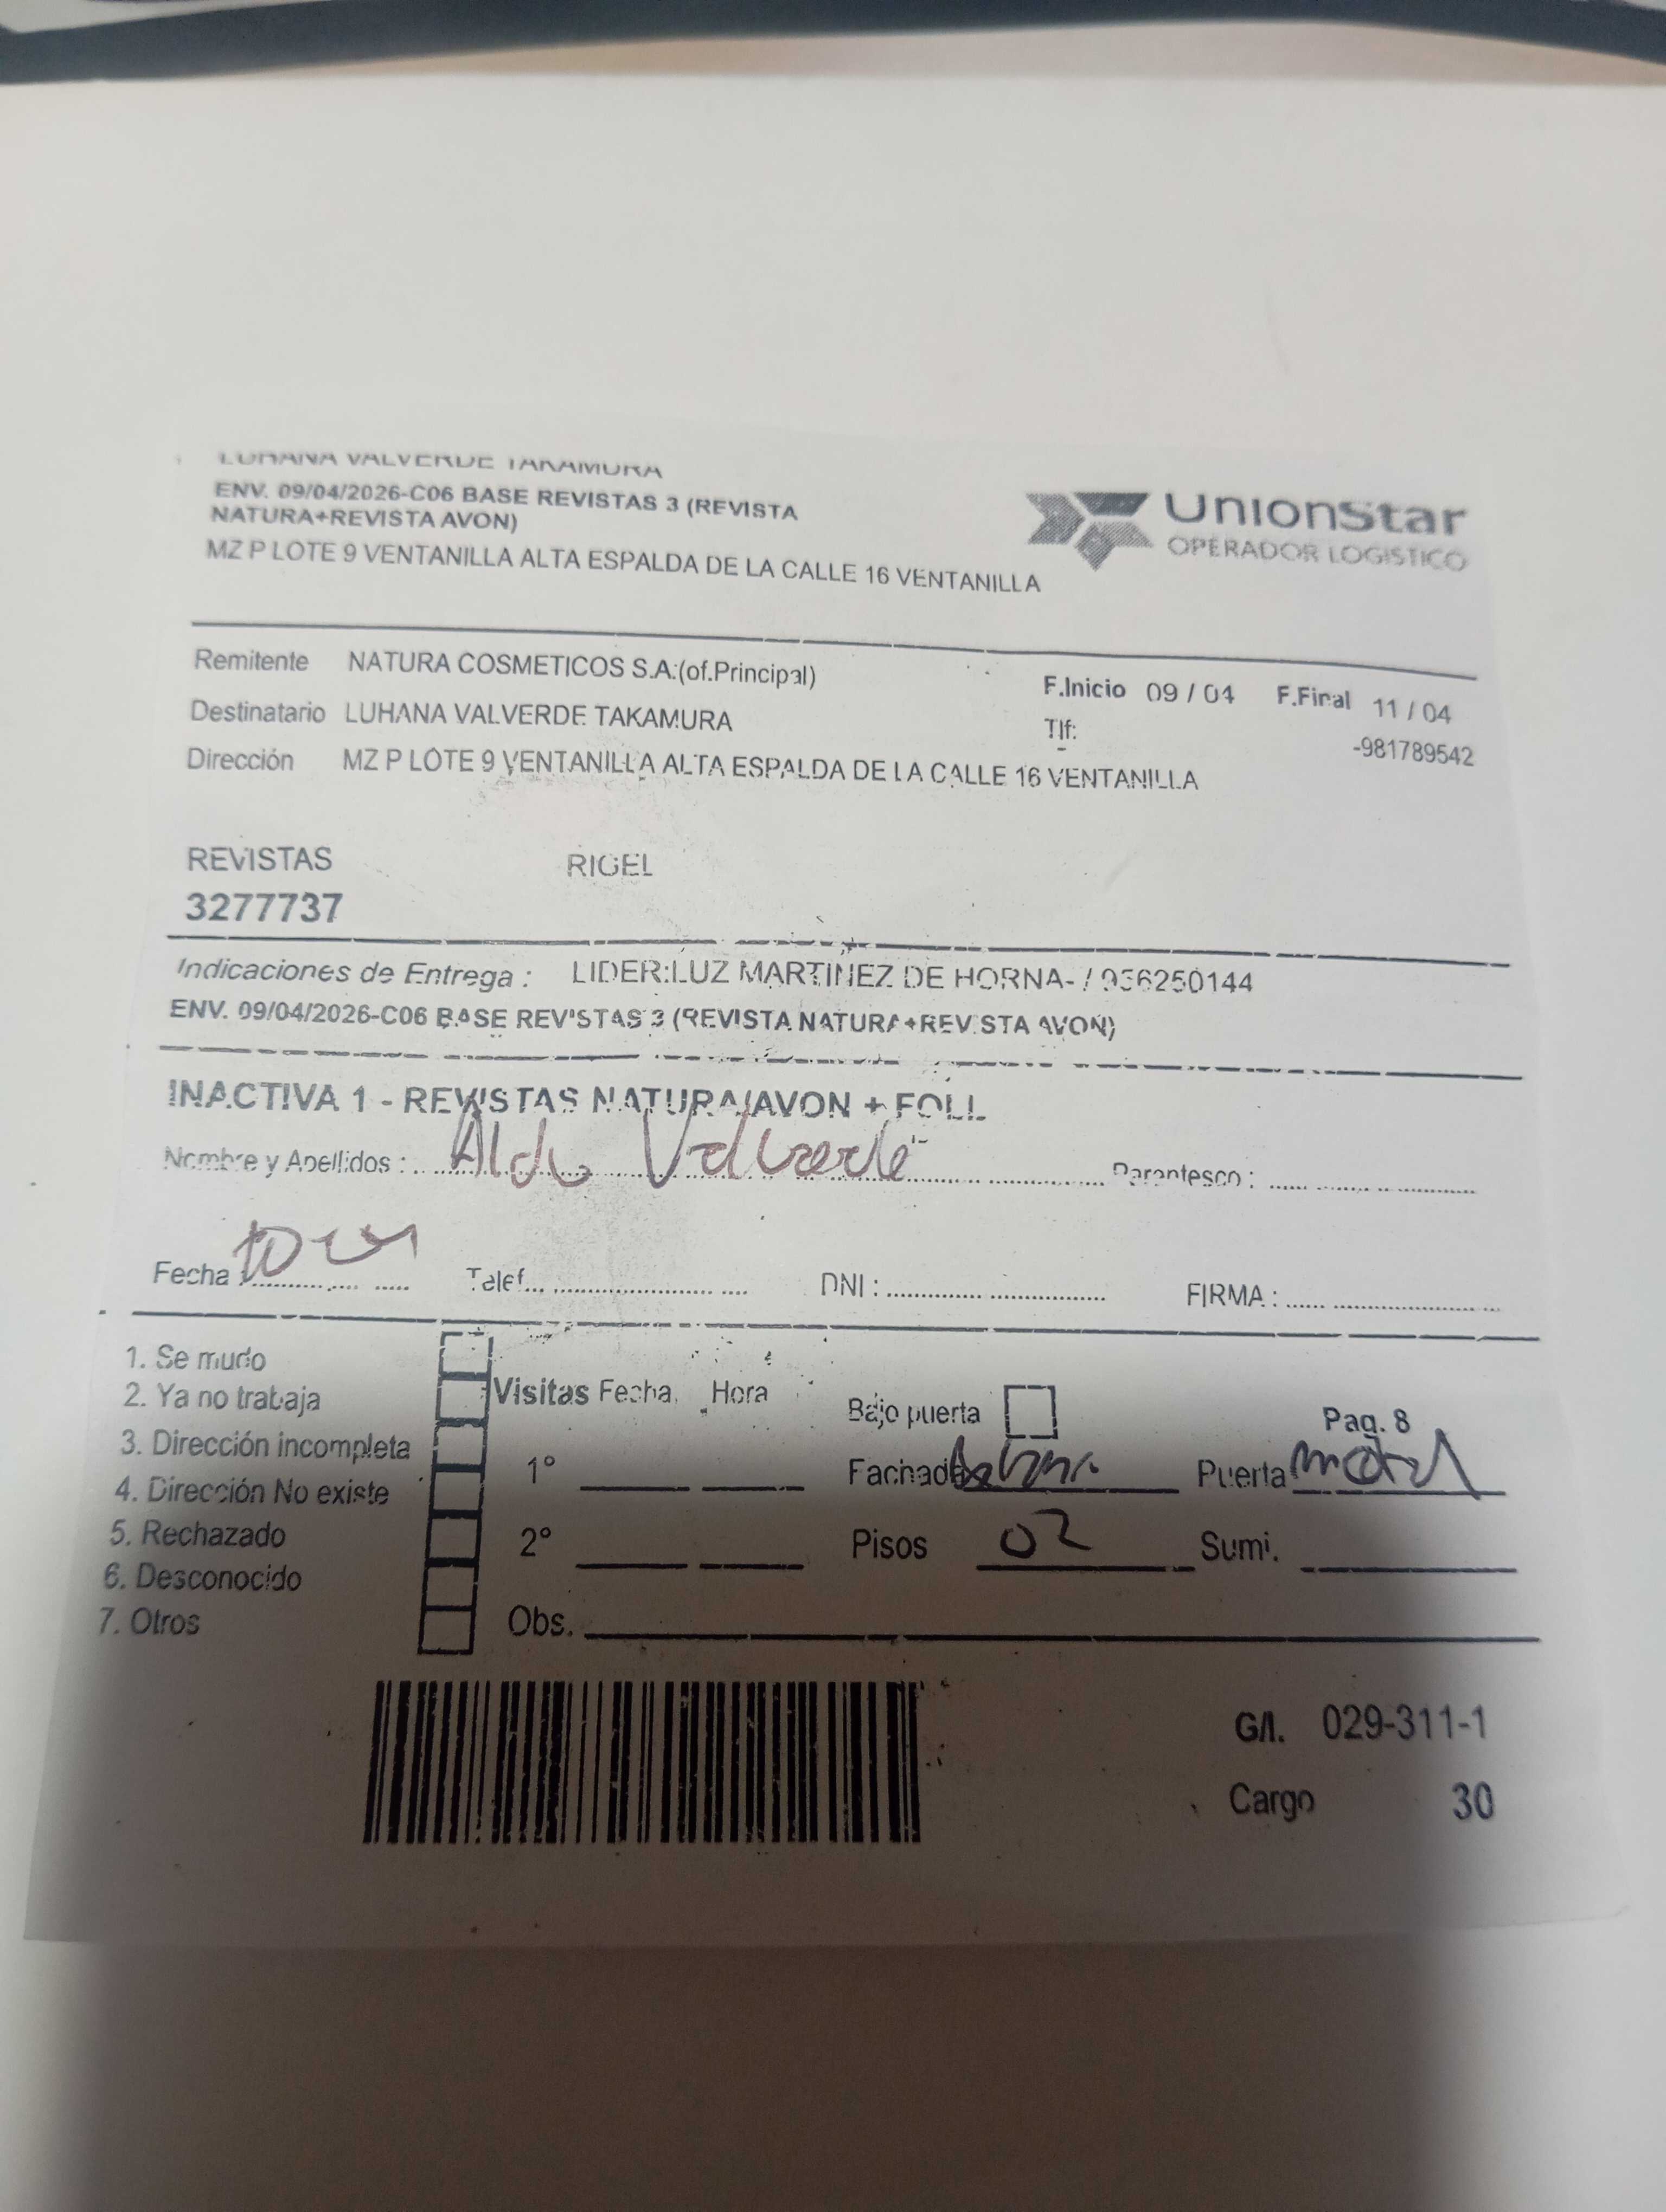 LUHANA VALVERDE TAKAMURA
ENV. 09/04/2026-C06 BASE REVISTAS 3 (REVISTA
NATURA+REVISTA AVON)
MZ P LOTE 9 VENTANILLA ALTA ESPALDA DE LA CALLE 16 VENTANILLA
UnionStar
OPERADOR LOGISTICO
Remitente NATURA COSMETICOS S.A.(of.Principal)
F.Inicio 09 / 04 F.Final 11 / 04
Destinatario LUHANA VALVERDE TAKAMURA
Tlf: -981789542
Dirección MZ P LOTE 9 VENTANILLA ALTA ESPALDA DE LA CALLE 16 VENTANILLA
REVISTAS RIGEL
3277737
Indicaciones de Entrega : LIDER:LUZ MARTINEZ DE HORNA- / 956250144
ENV. 09/04/2026-C06 BASE REVISTAS 3 (REVISTA NATURA+REVISTA AVON)
INACTIVA 1 - REVISTAS NATURA/AVON + FOLL
Nombre y Apellidos : Aldo Valverde Parentesco :
Fecha : Telef. DNI : FIRMA :
1. Se mudo
2. Ya no trabaja
3. Dirección incompleta
4. Dirección No existe
5. Rechazado
6. Desconocido
7. Otros
Visitas Fecha Hora
1°
2°
Obs.
Bajo puerta Pag. 8
Fachada Puerta metal
Pisos 02 Sumi.
G/I. 029-311-1
Cargo 30